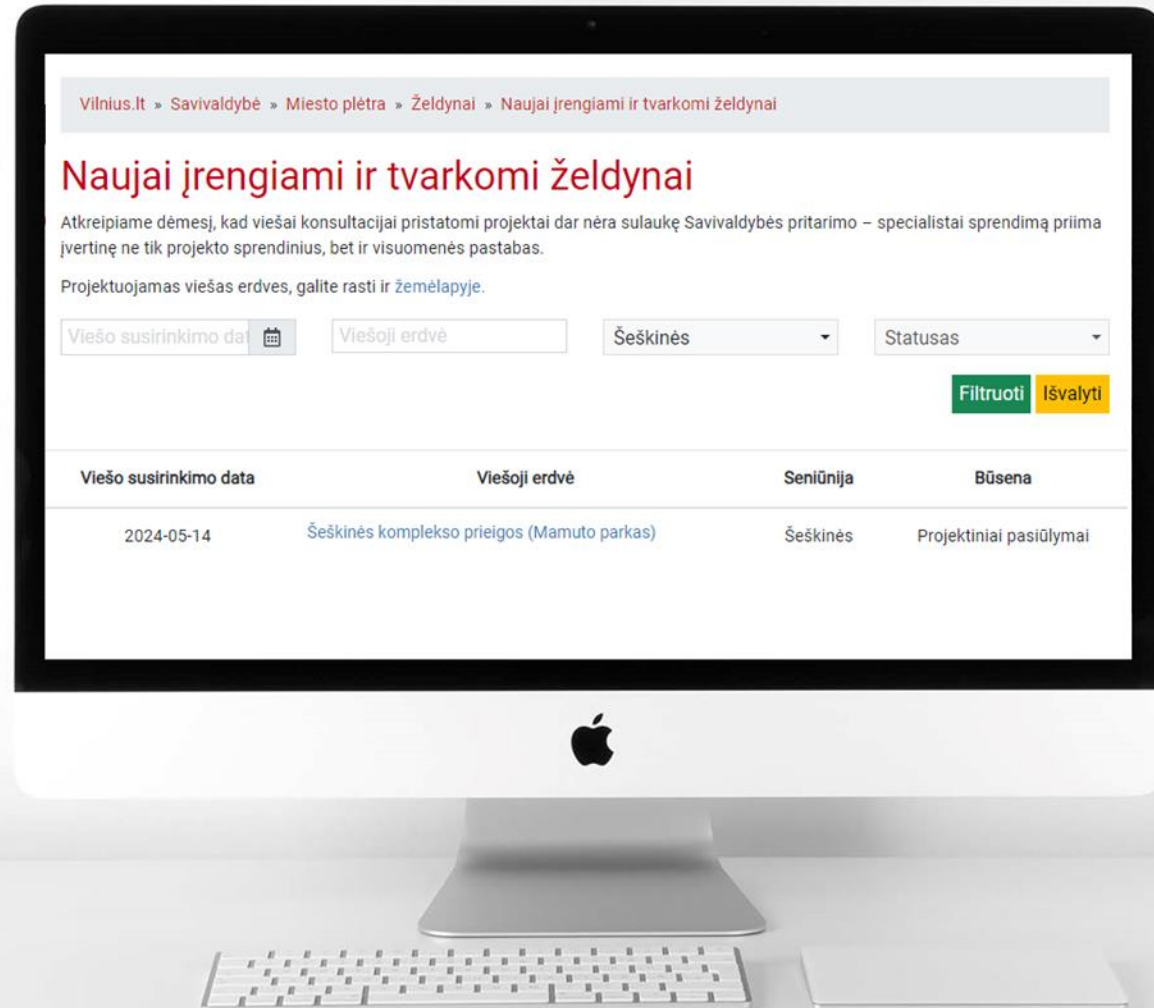 Vilnius.lt » Savivaldybė » Miesto plėtra » Želdynai » Naujai įrengiami ir tvarkomi želdynai
Naujai įrengiami ir tvarkomi želdynai
Atkreipiame dėmesį, kad viešai konsultacijai pristatomi projektai dar nėra sulaukę Savivaldybės pritarimo – specialistai sprendimą priima
įvertinę ne tik projekto sprendinius, bet ir visuomenės pastabas.
Projektuojamas viešas erdves, galite rasti ir žemėlapyje.
Viešo susirinkimo dat Viešoji erdvė Šeškinės Statusas
Filtruoti Išvalyti
Viešo susirinkimo data Viešoji erdvė Seniūnija Būsena
2024-05-14 Šeškinės komplekso prieigos (Mamuto parkas) Šeškinės Projektiniai pasiūlymai